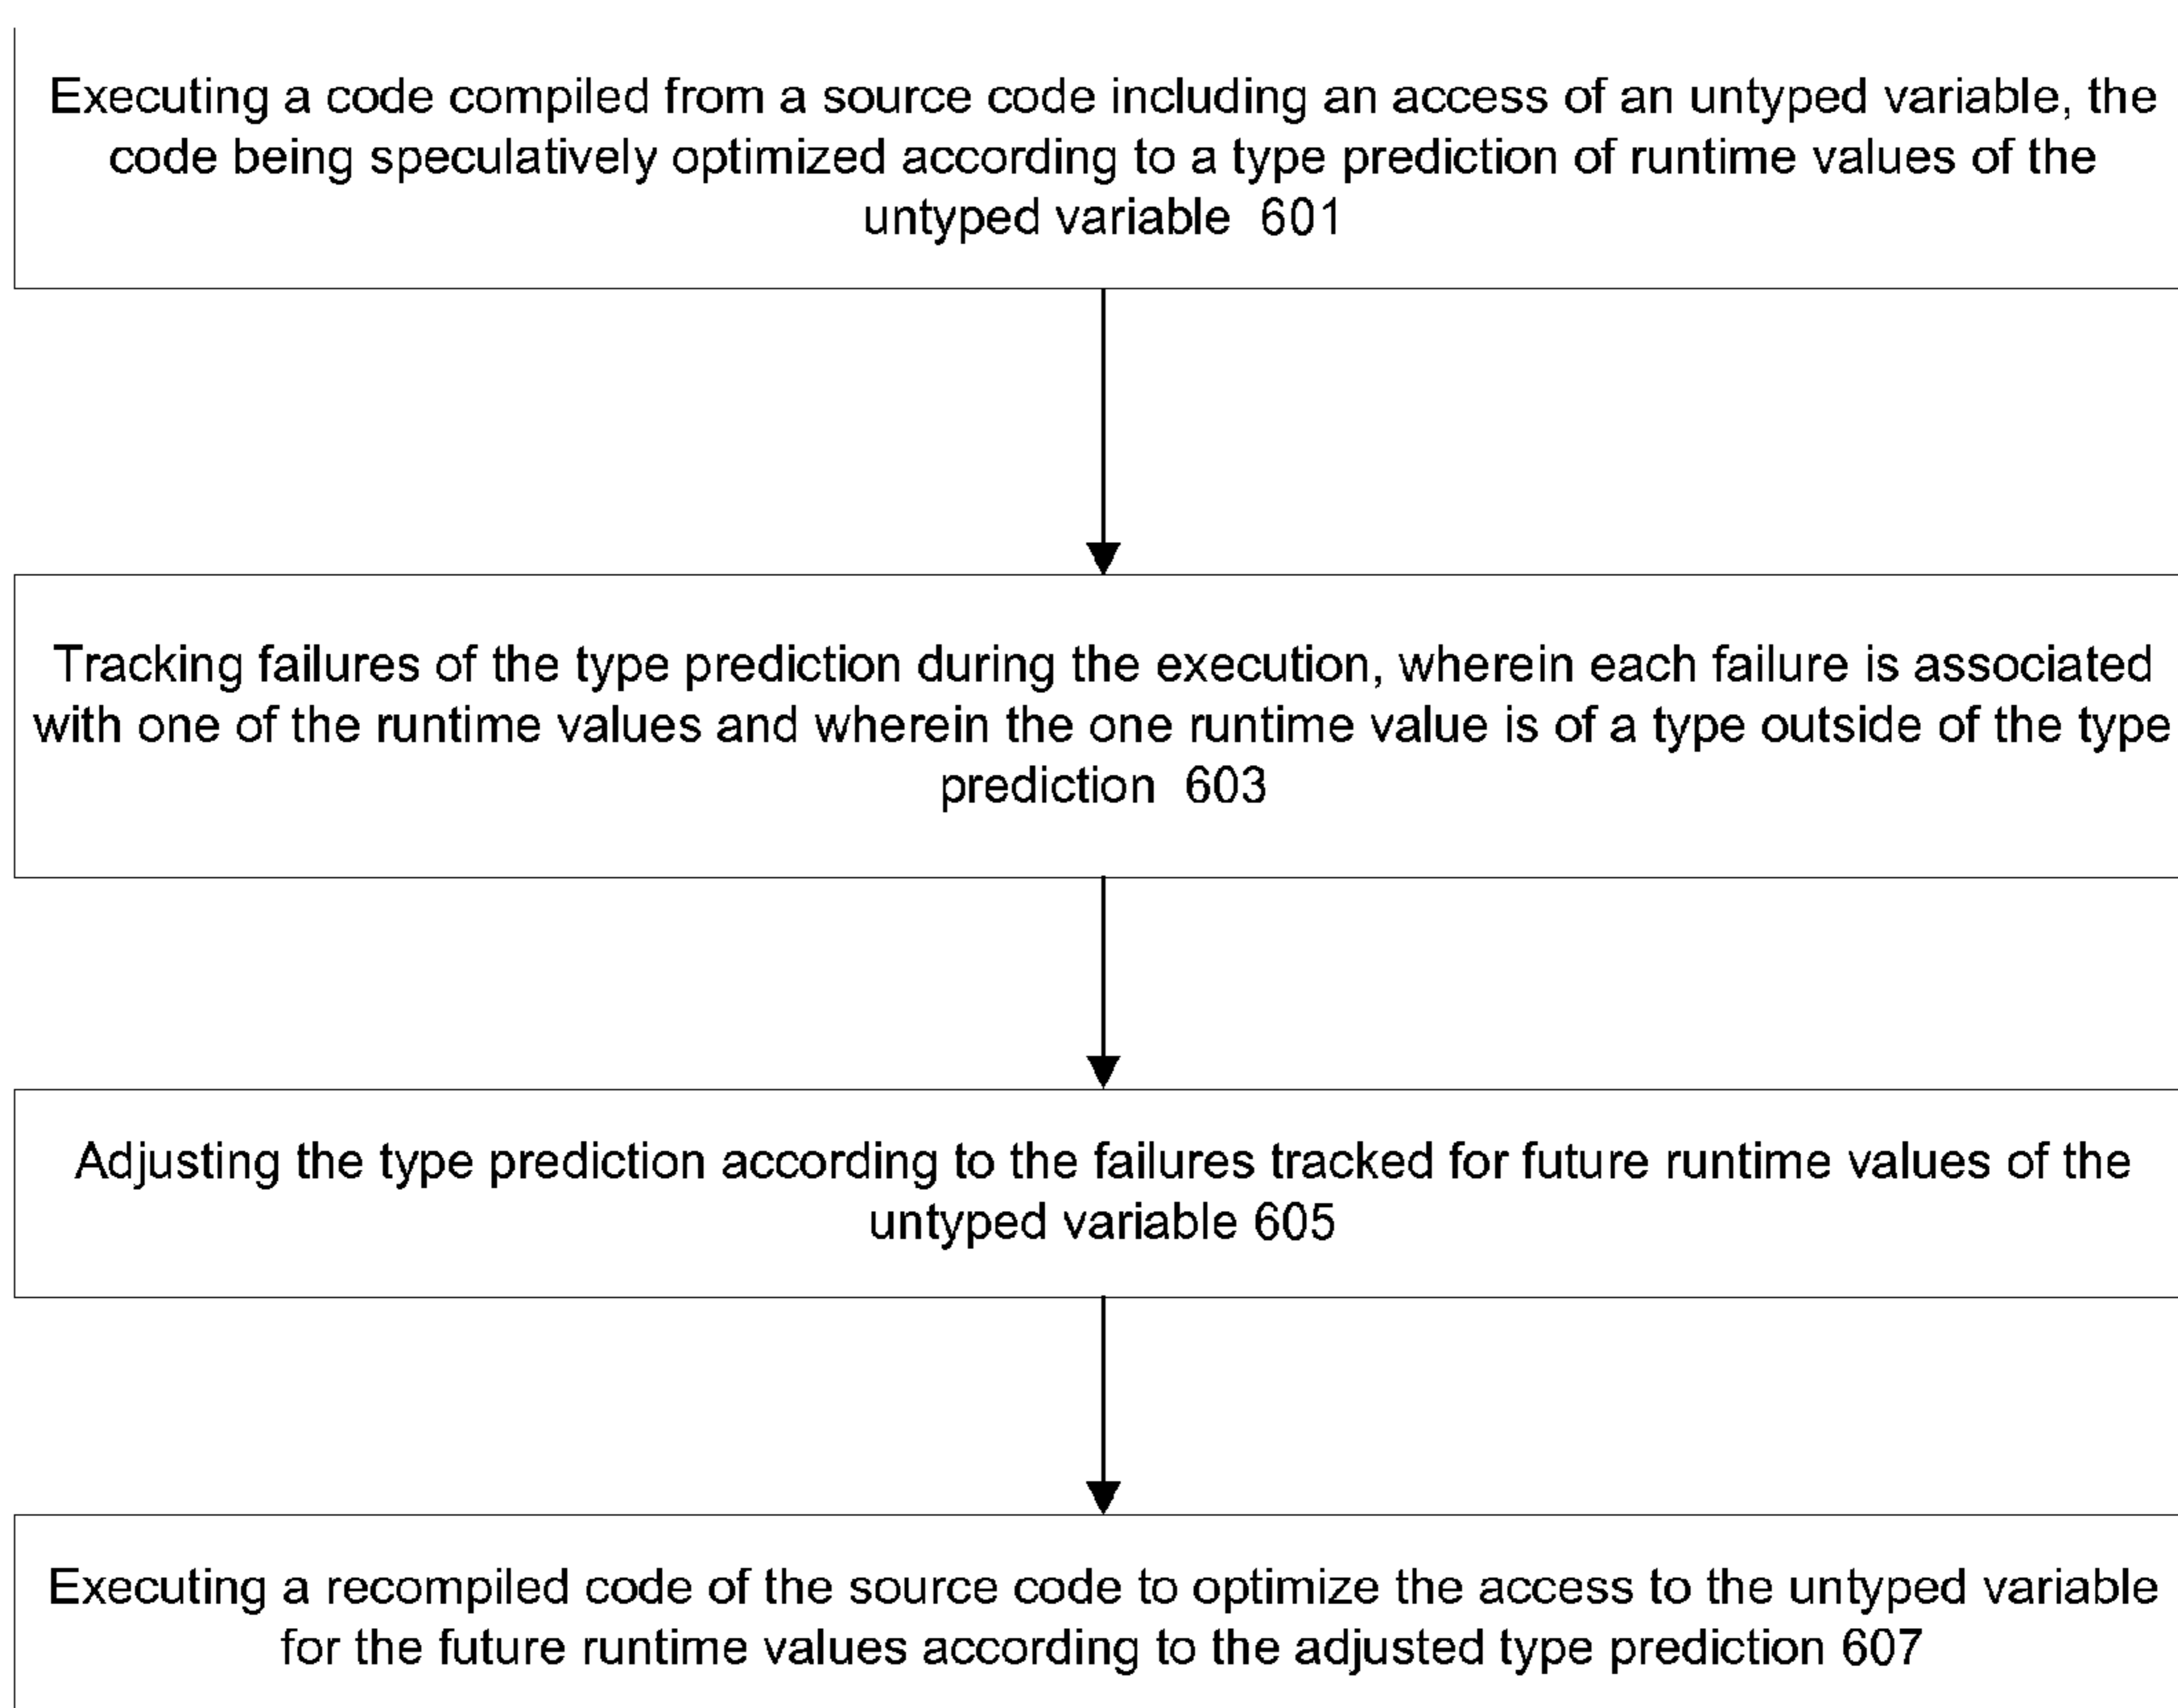 Executing a code compiled from a source code including an access of an untyped variable, the
code being speculatively optimized according to a type prediction of runtime values of the
untyped variable 601
Tracking failures of the type prediction during the execution, wherein each failure is associated
with one of the runtime values and wherein the one runtime value is of a type outside of the type
prediction 603
Adjusting the type prediction according to the failures tracked for future runtime values of the
untyped variable 605
Executing a recompiled code of the source code to optimize the access to the untyped variable
for the future runtime values according to the adjusted type prediction 607